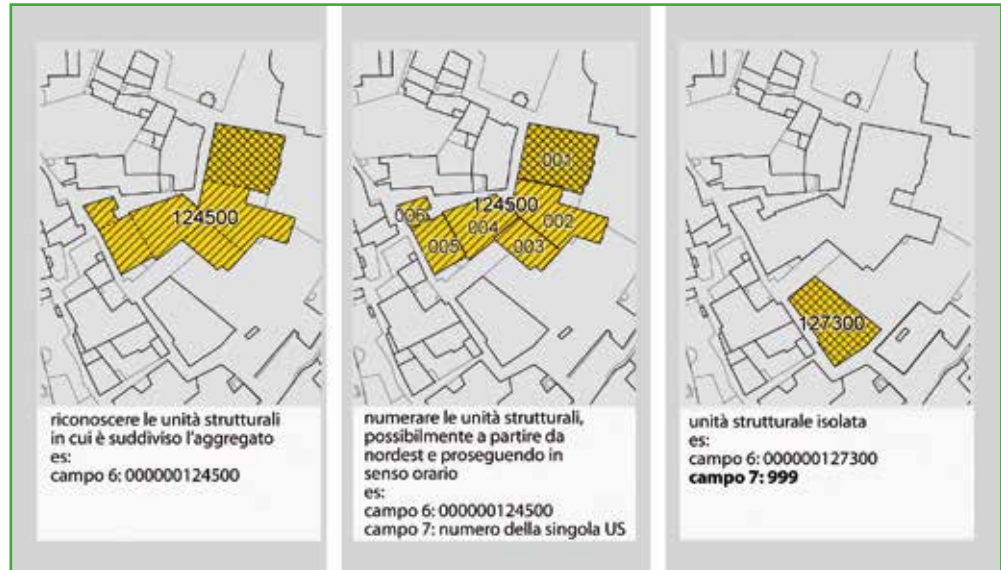 124500
riconoscere le unità strutturali
in cui è suddiviso l'aggregato
es:
campo 6: 000000124500
001
124500
006
004
002
005
003
numerare le unità strutturali,
possibilmente a partire da
nordest e proseguendo in
senso orario
es:
campo 6: 000000124500
campo 7: numero della singola US
127300
unità strutturale isolata
es:
campo 6: 000000127300
campo 7: 999